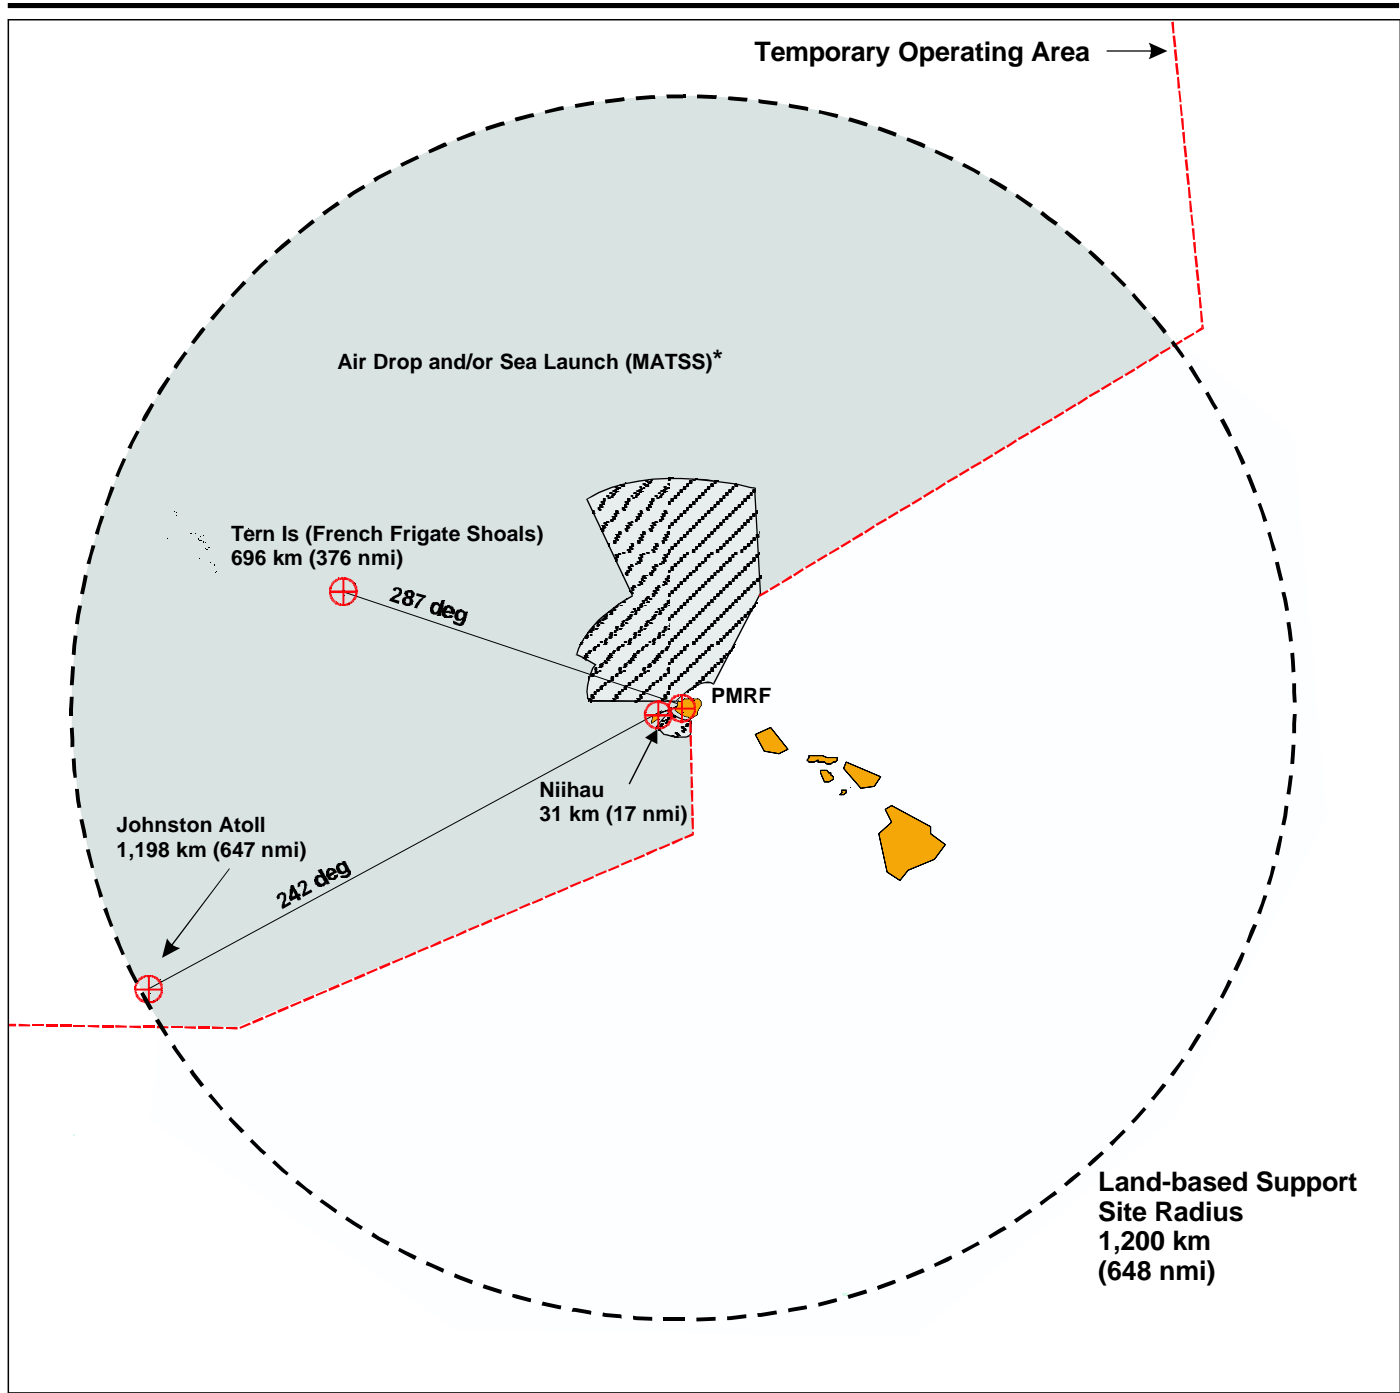 Temporary Operating Area
Air Drop and/or Sea Launch (MATSS)*
Tern Is (French Frigate Shoals)
696 km (376 nmi)
287 deg
PMRF
Niihau
31 km (17 nmi)
Johnston Atoll
1,198 km (647 nmi)
242 deg
Land-based Support
Site Radius
1,200 km
(648 nmi)